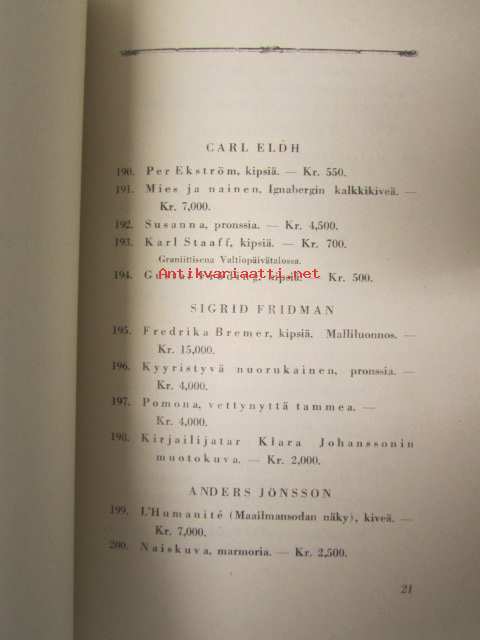 CARL ELDH
190. Per Ekström, kipsiä. — Kr. 550.
191. Mies ja nainen, Ignabergin kalkkikiveä. —
Kr. 7,000.
192. Susanna, pronssia. — Kr. 4,500.
193. Karl Staaff, kipsiä. — Kr. 700.
Graniittisena Valtiopäivätalossa.
194. kipsiä. — Kr. 500.
Antikvariaatti.net
SIGRID FRIDMAN
195. Fredrika Bremer, kipsiä. Malliluonnos. —
Kr. 15,000.
196. Kyyristyvä nuorukainen, pronssia. —
Kr. 4,000.
197. Pomona, vettynyttä tammea. —
Kr. 4,000.
198. Kirjailijatar Klara Johanssonin
muotokuva. — Kr. 2,000.
ANDERS JÖNSSON
199. L'Humanité (Maailmansodan näky), kiveä. —
Kr. 7,000.
200. Naiskuva, marmoria. — Kr. 2,500.
21